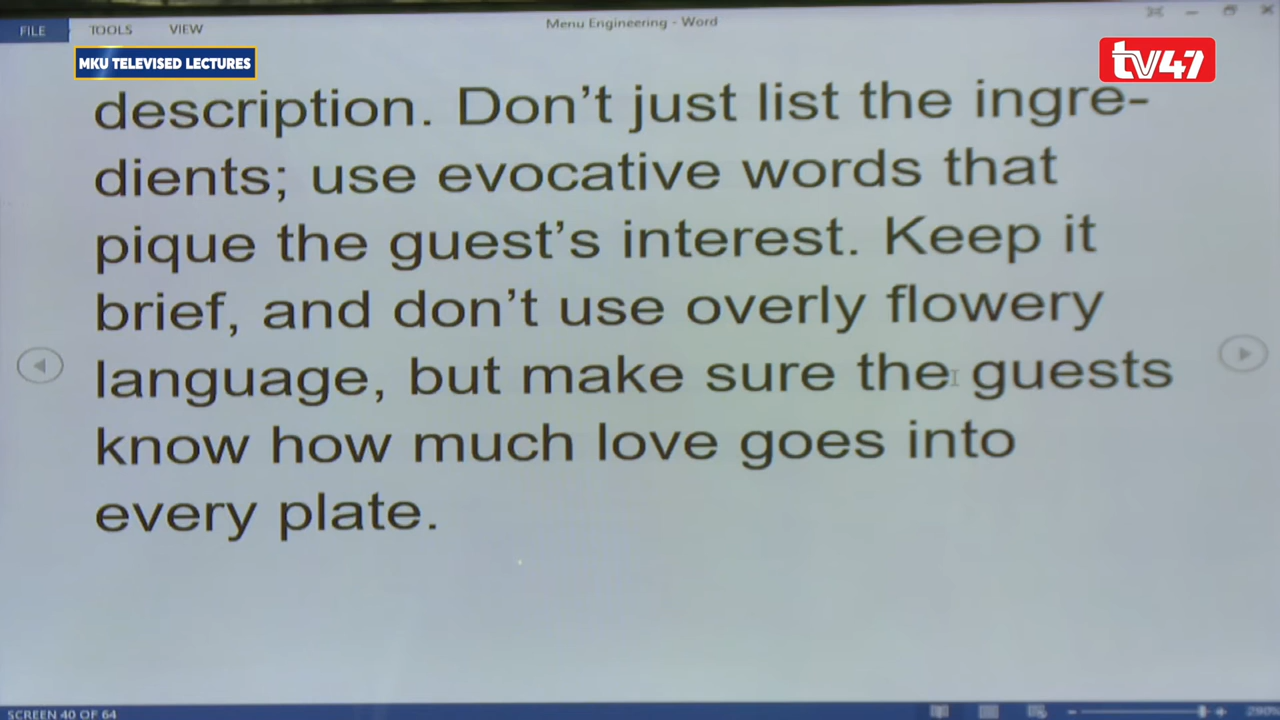 Menu Engineering - Word
FILE TOOLS VIEW
MKU TELEVISED LECTURES
tv47
description. Don't just list the ingre-
dients; use evocative words that
pique the guest's interest. Keep it
brief, and don't use overly flowery
language, but make sure the guests
know how much love goes into
every plate.
SCREEN 40 OF 64
290%